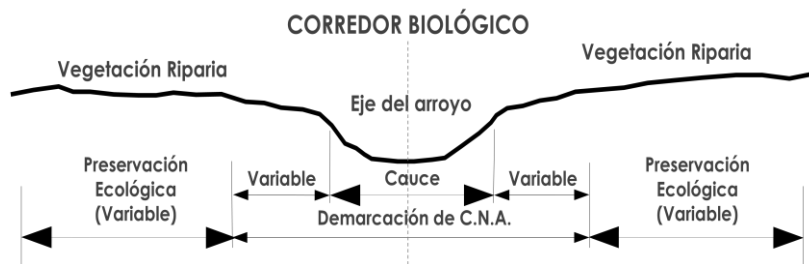 CORREDOR BIOLÓGICO
Vegetación Riparia
Vegetación Riparia
Eje del arroyo
Preservación
Ecológica
(Variable)
Variable
Cauce
Variable
Preservación
Ecológica
(Variable)
Demarcación de C.N.A.